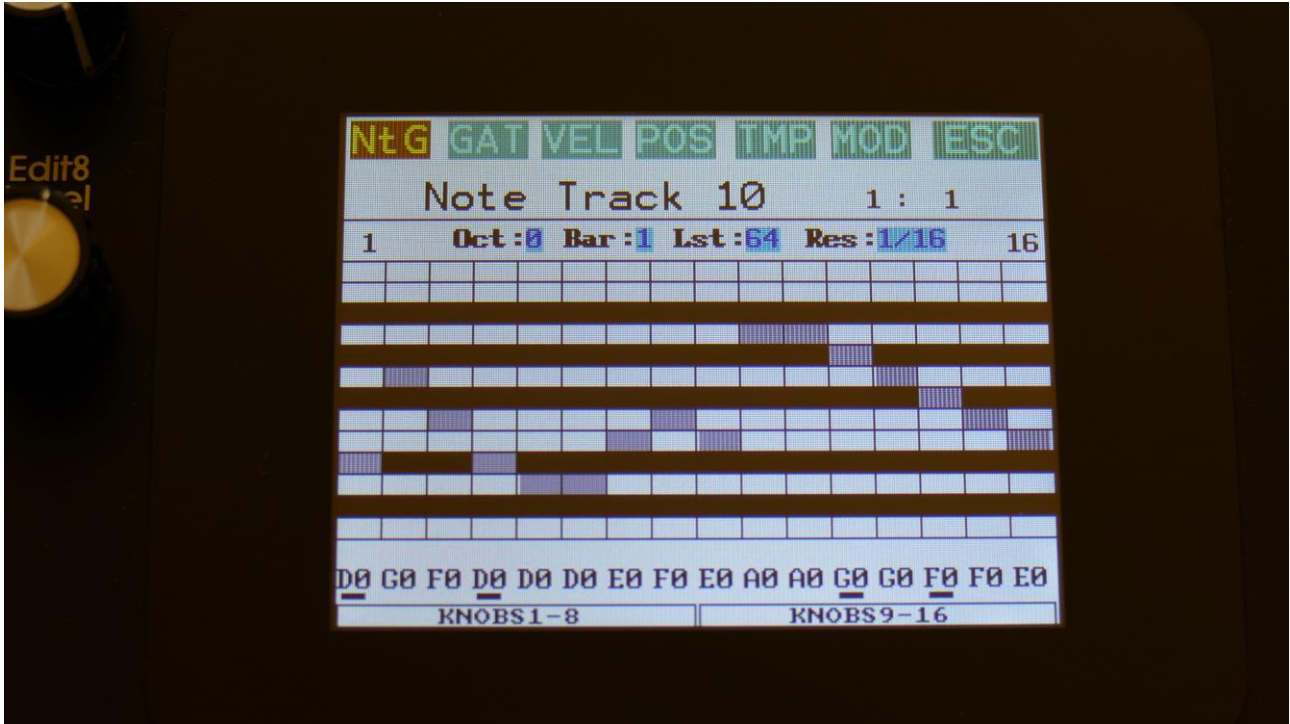 NtG GAT VEL POS TMP MOD ESC
Edit8
Note Track 10 1: 1
1 Oct:0 Bar:1 Lst:64 Res:1/16 16
D0 G0 F0 D0 D0 D0 E0 F0 E0 A0 A0 G0 G0 F0 F0 E0
KNOBS1-8 KNOBS9-16